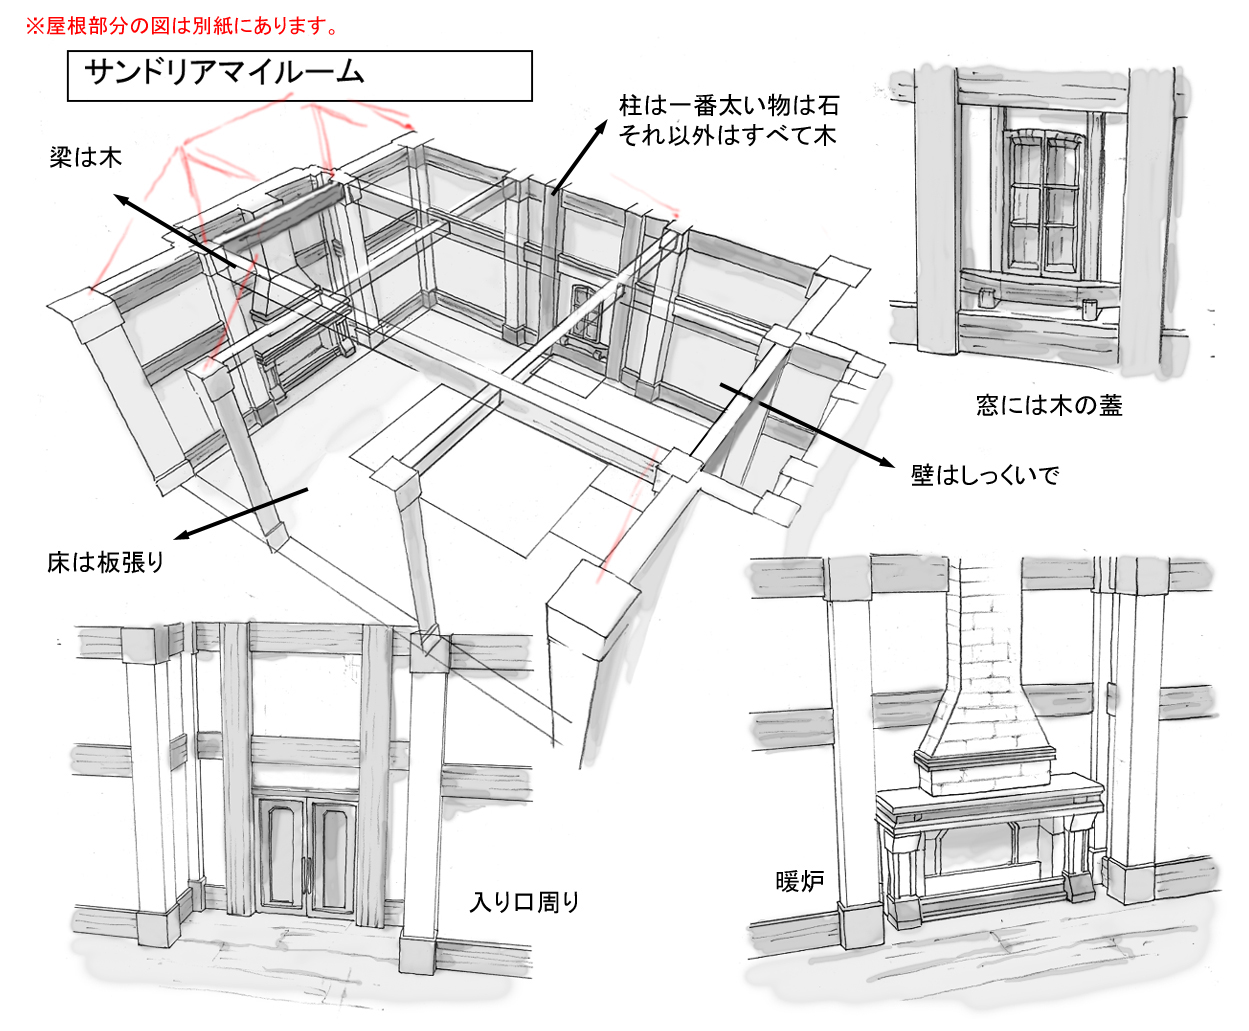 ※屋根部分の図は別紙にあります。
サンドリアマイルーム
柱は一番太い物は石
それ以外はすべて木
梁は木
窓には木の蓋
壁はしっくいで
床は板張り
入り口周り
暖炉